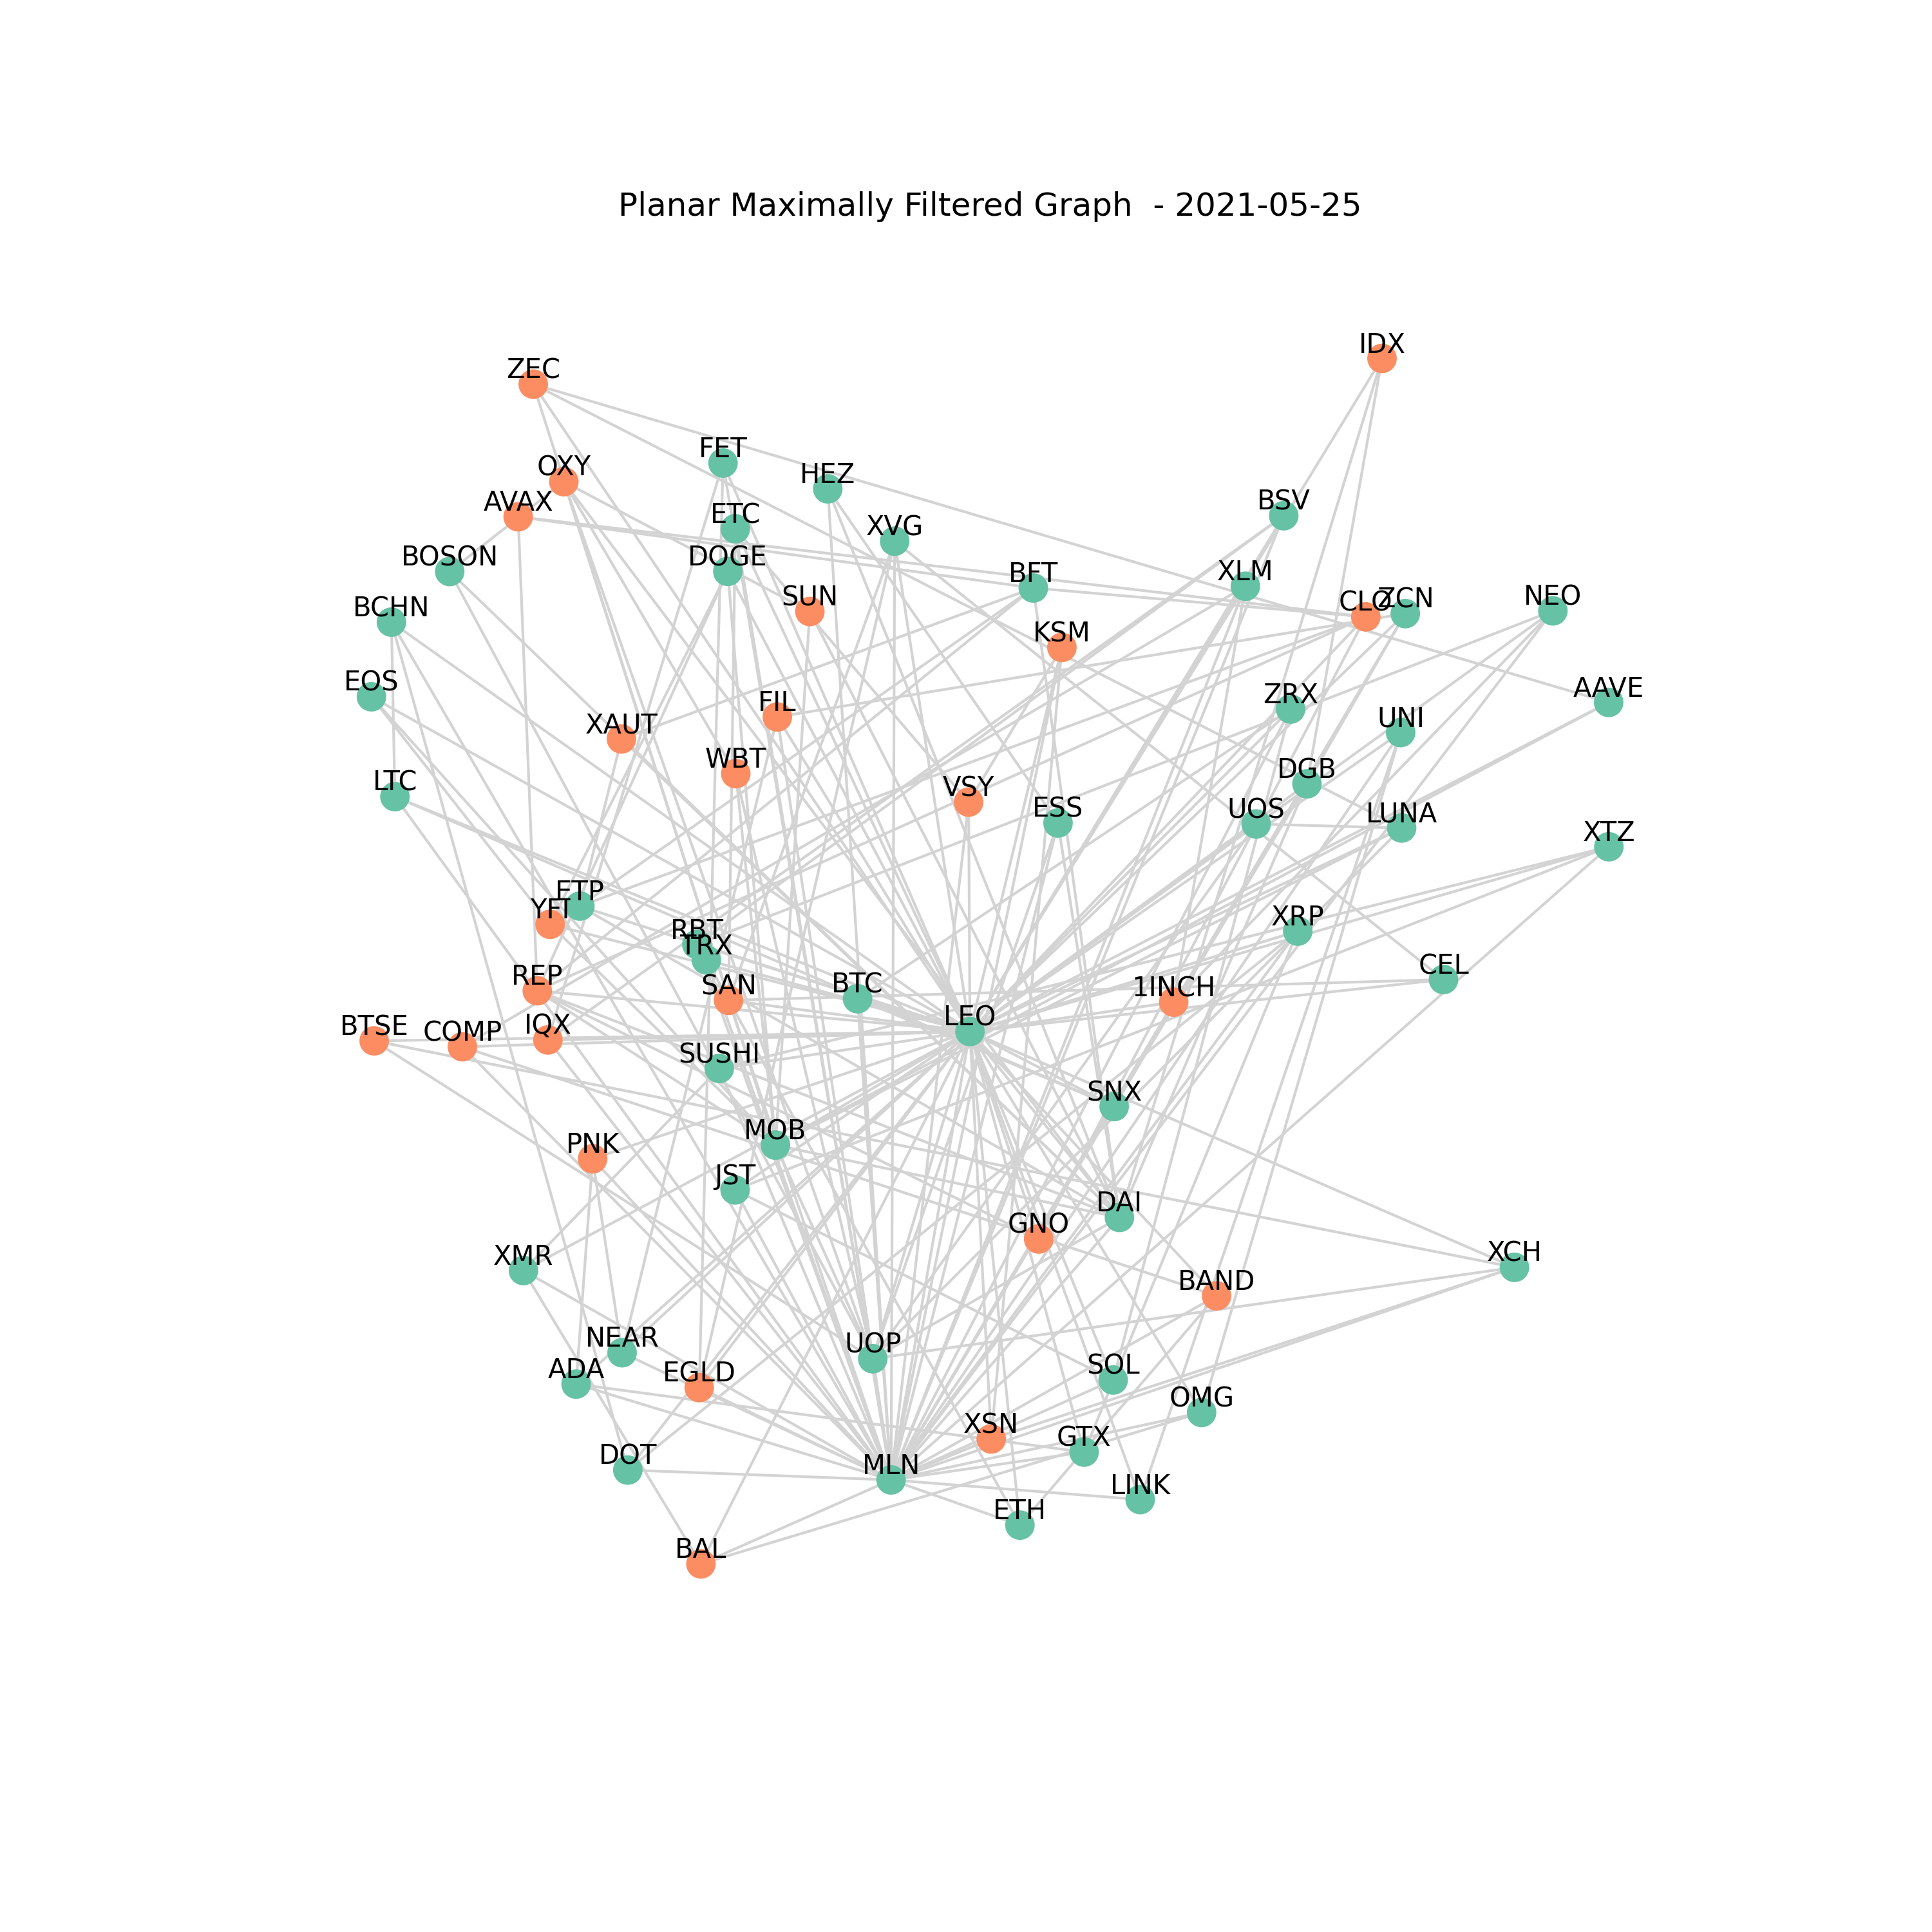 Planar Maximally Filtered Graph - 2021-05-25
IDX
ZEC
FET
OXY
HEZ
AVAX
BSV
ETC
XVG
BOSON
DOGE
BFT
XLM
SUN
CLO
ZCN
NEO
BCHN
KSM
EOS
AAVE
FIL
ZRX
XAUT
UNI
WBT
DGB
LTC
VSY
ESS
UOS
LUNA
XTZ
ETP
YFI
XRP
RBT
TRX
CEL
REP
SAN
BTC
1INCH
LEO
BTSE
COMP
IQX
SUSHI
SNX
MOB
PNK
JST
DAI
GNO
XMR
XCH
BAND
NEAR
UOP
ADA
EGLD
SOL
OMG
XSN
GTX
DOT
MLN
LINK
ETH
BAL